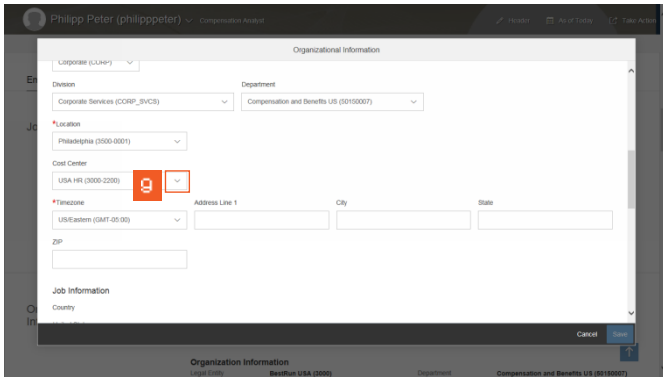 Philipp Peter (philipppeter) Compensation Analyst
As of Today Take Action
Organizational Information
Corporate (CORP)
Division Department
Corporate Services (CORP_SVCS) Compensation and Benefits US (50150007)
*Location
Philadelphia (3500-0001)
Cost Center
USA HR (3000-2200) 9
*Timezone Address Line 1 City State
US/Eastern (GMT-05:00)
ZIP
Job Information
Country
Cancel Save
Organization Information
Legal Entity BestRun USA (3000) Department Compensation and Benefits US (50150007)